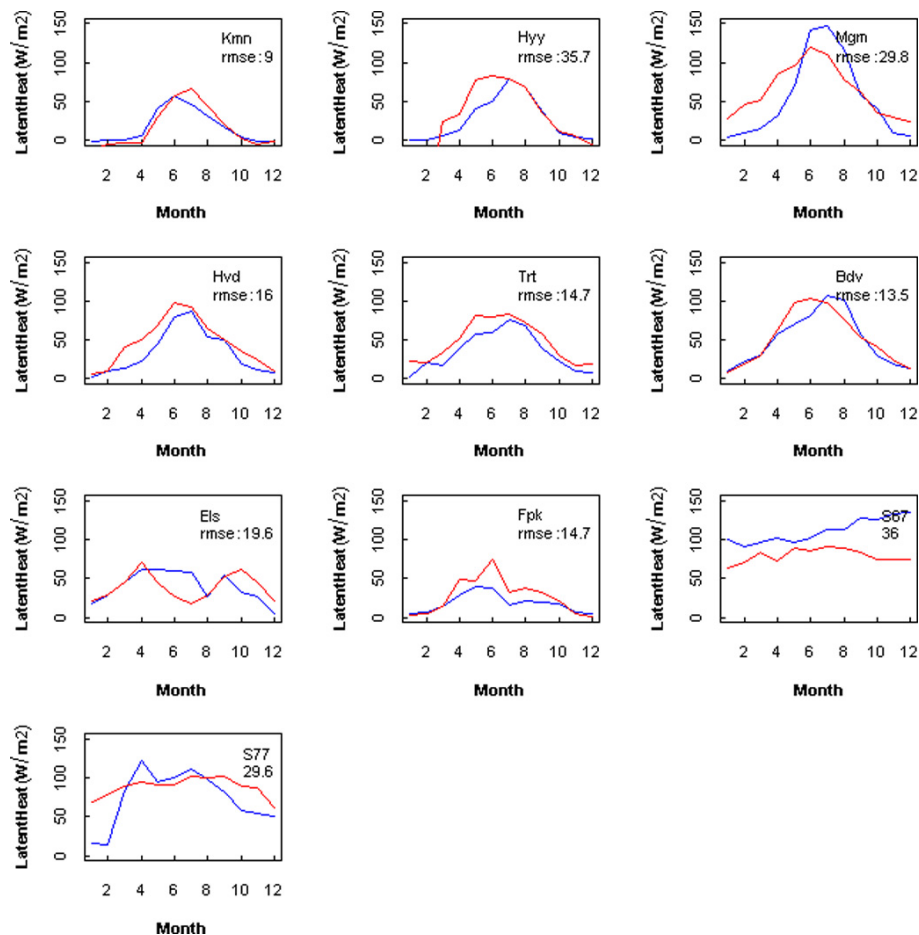 LatentHeat (W/m2)
150
100
50
0
Kmn
rmse :9
2 4 6 8 10 12
Month
LatentHeat (W/m2)
150
100
50
0
Hyy
rmse :35.7
2 4 6 8 10 12
Month
LatentHeat (W/m2)
150
100
50
0
Mgm
rmse :29.8
2 4 6 8 10 12
Month
LatentHeat (W/m2)
150
100
50
0
Hvd
rmse :16
2 4 6 8 10 12
Month
LatentHeat (W/m2)
150
100
50
0
Trt
rmse :14.7
2 4 6 8 10 12
Month
LatentHeat (W/m2)
150
100
50
0
Bdv
rmse :13.5
2 4 6 8 10 12
Month
LatentHeat (W/m2)
150
100
50
0
Els
rmse :19.6
2 4 6 8 10 12
Month
LatentHeat (W/m2)
150
100
50
0
Fpk
rmse :14.7
2 4 6 8 10 12
Month
LatentHeat (W/m2)
150
100
50
0
S67
36
2 4 6 8 10 12
Month
LatentHeat (W/m2)
150
100
50
0
S77
29.6
2 4 6 8 10 12
Month